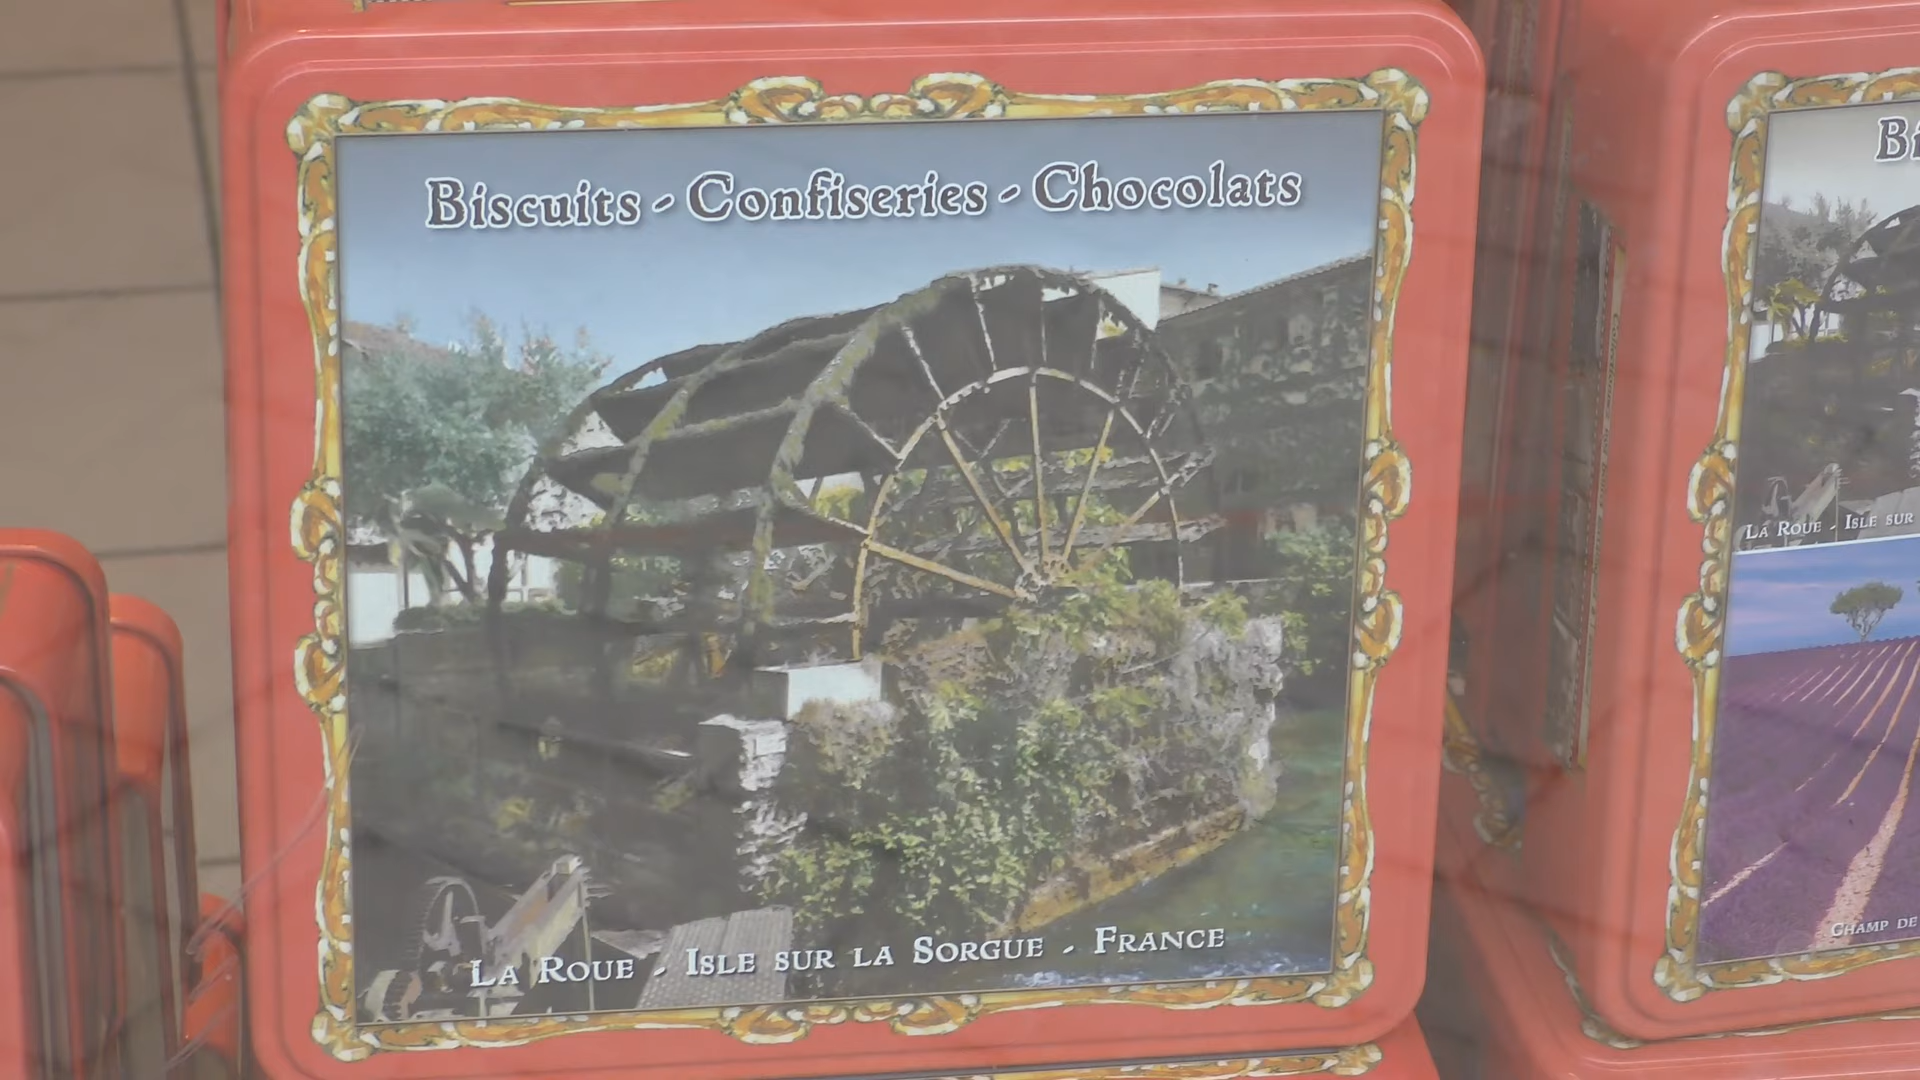 Biscuits - Confiseries - Chocolats
La Roue - Isle sur la Sorgue - France
La Roue - Isle sur
Champ de